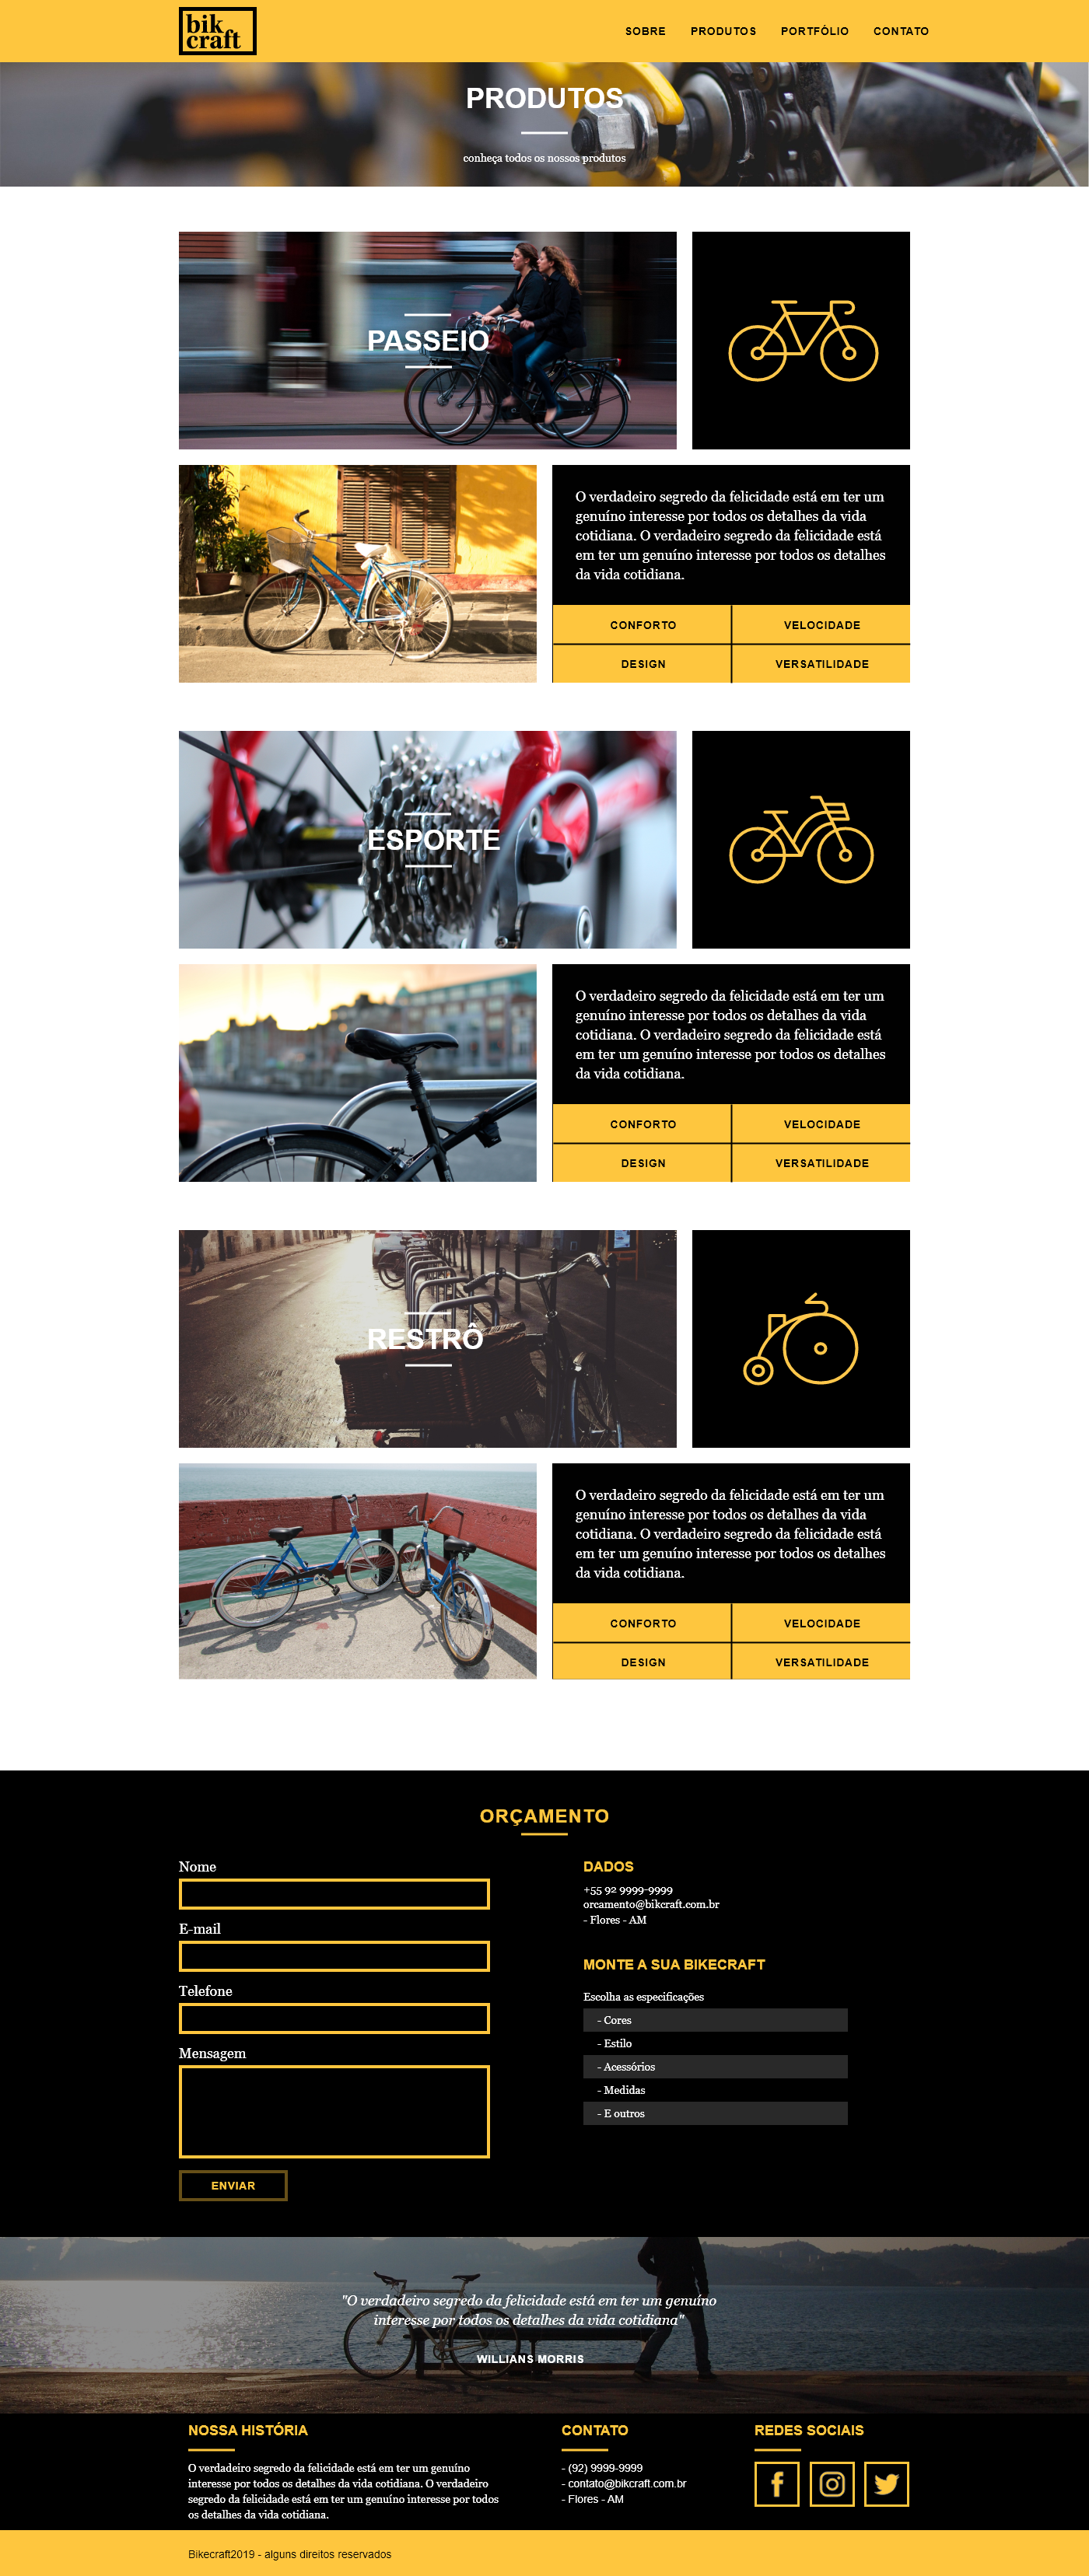 bik
craft
SOBRE PRODUTOS PORTFÓLIO CONTATO
PRODUTOS
conheça todos os nossos produtos
PASSEIO
O verdadeiro segredo da felicidade está em ter um
genuíno interesse por todos os detalhes da vida
cotidiana. O verdadeiro segredo da felicidade está
em ter um genuíno interesse por todos os detalhes
da vida cotidiana.
CONFORTO VELOCIDADE
DESIGN VERSATILIDADE
ESPORTE
O verdadeiro segredo da felicidade está em ter um
genuíno interesse por todos os detalhes da vida
cotidiana. O verdadeiro segredo da felicidade está
em ter um genuíno interesse por todos os detalhes
da vida cotidiana.
CONFORTO VELOCIDADE
DESIGN VERSATILIDADE
RESTRÔ
O verdadeiro segredo da felicidade está em ter um
genuíno interesse por todos os detalhes da vida
cotidiana. O verdadeiro segredo da felicidade está
em ter um genuíno interesse por todos os detalhes
da vida cotidiana.
CONFORTO VELOCIDADE
DESIGN VERSATILIDADE
ORÇAMENTO
Nome
E-mail
Telefone
Mensagem
ENVIAR
DADOS
+55 92 9999-9999
orcamento@bikcraft.com.br
- Flores - AM
MONTE A SUA BIKECRAFT
Escolha as especificações
- Cores
- Estilo
- Acessórios
- Medidas
- E outros
"O verdadeiro segredo da felicidade está em ter um genuíno
interesse por todos os detalhes da vida cotidiana"
WILLIANS MORRIS
NOSSA HISTÓRIA
O verdadeiro segredo da felicidade está em ter um genuíno
interesse por todos os detalhes da vida cotidiana. O verdadeiro
segredo da felicidade está em ter um genuíno interesse por todos
os detalhes da vida cotidiana.
CONTATO
- (92) 9999-9999
- contato@bikcraft.com.br
- Flores - AM
REDES SOCIAIS
Bikecraft2019 - alguns direitos reservados